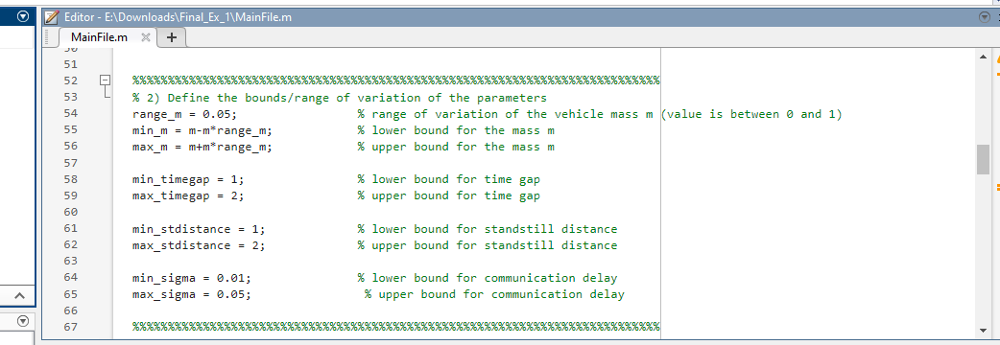 Editor - E:\Downloads\Final_Ex_1\MainFile.m
MainFile.m
50
51
52 %%%%%%%%%%%%%%%%%%%%%%%%%%%%%%%%%%%%%%%%%%%%%%%%%%%%%%%%%%%%%%%%%%%%%%%%%%%
53 % 2) Define the bounds/range of variation of the parameters
54 range_m = 0.05; % range of variation of the vehicle mass m (value is between 0 and 1)
55 min_m = m-m*range_m; % lower bound for the mass m
56 max_m = m+m*range_m; % upper bound for the mass m
57
58 min_timegap = 1; % lower bound for time gap
59 max_timegap = 2; % upper bound for time gap
60
61 min_stdistance = 1; % lower bound for standstill distance
62 max_stdistance = 2; % upper bound for standstill distance
63
64 min_sigma = 0.01; % lower bound for communication delay
65 max_sigma = 0.05; % upper bound for communication delay
66
67 %%%%%%%%%%%%%%%%%%%%%%%%%%%%%%%%%%%%%%%%%%%%%%%%%%%%%%%%%%%%%%%%%%%%%%%%%%%